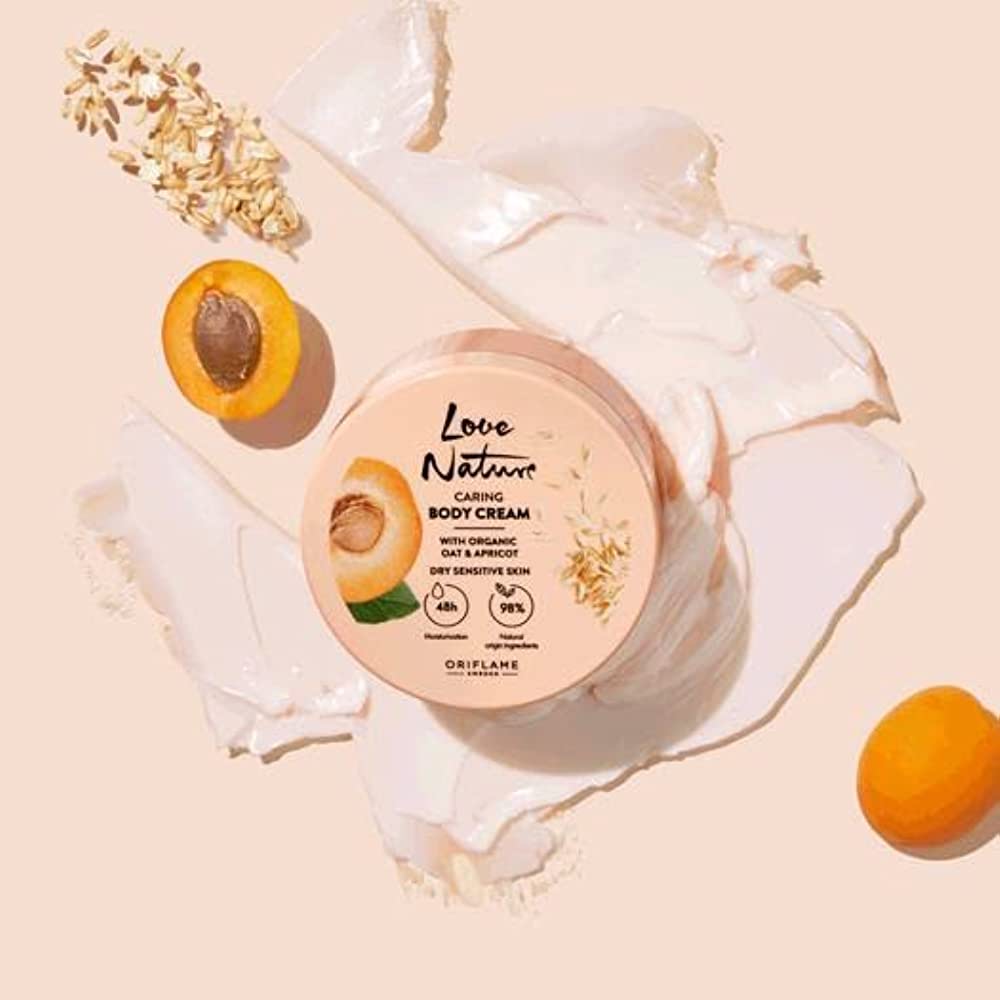 Love
Nature
CARING
BODY CREAM
WITH ORGANIC
OAT & APRICOT
DRY SENSITIVE SKIN
48h
98%
Moisturisation
Natural
origin ingredients
ORIFLAME
SWEDEN